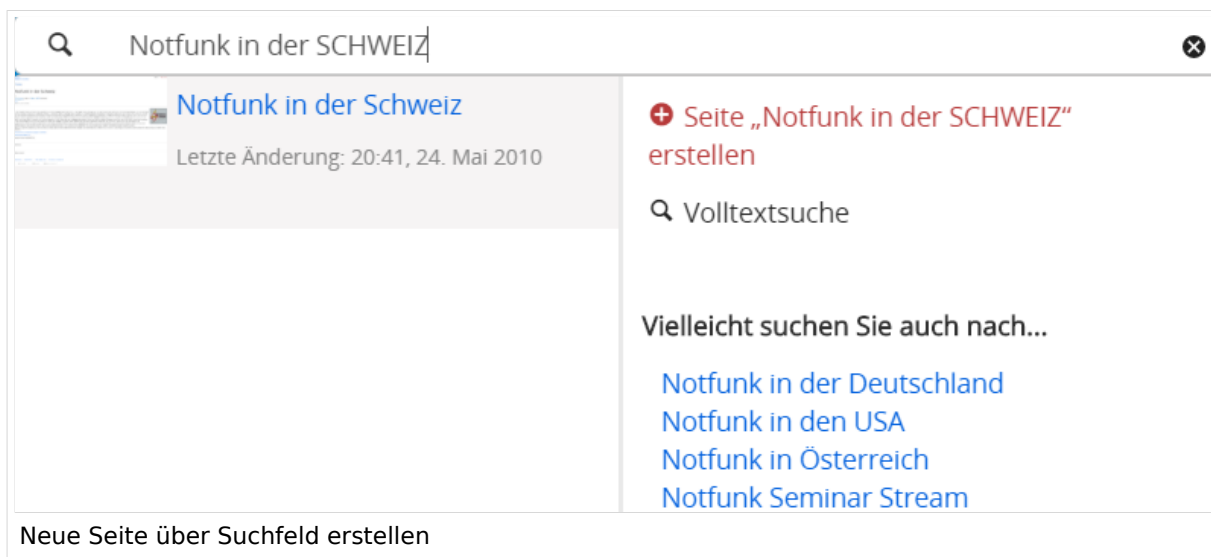 Notfunk in der SCHWEIZ
Notfunk in der Schweiz
Letzte Änderung: 20:41, 24. Mai 2010
Seite „Notfunk in der SCHWEIZ“
erstellen
Volltextsuche
Vielleicht suchen Sie auch nach...
Notfunk in der Deutschland
Notfunk in den USA
Notfunk in Österreich
Notfunk Seminar Stream
Neue Seite über Suchfeld erstellen